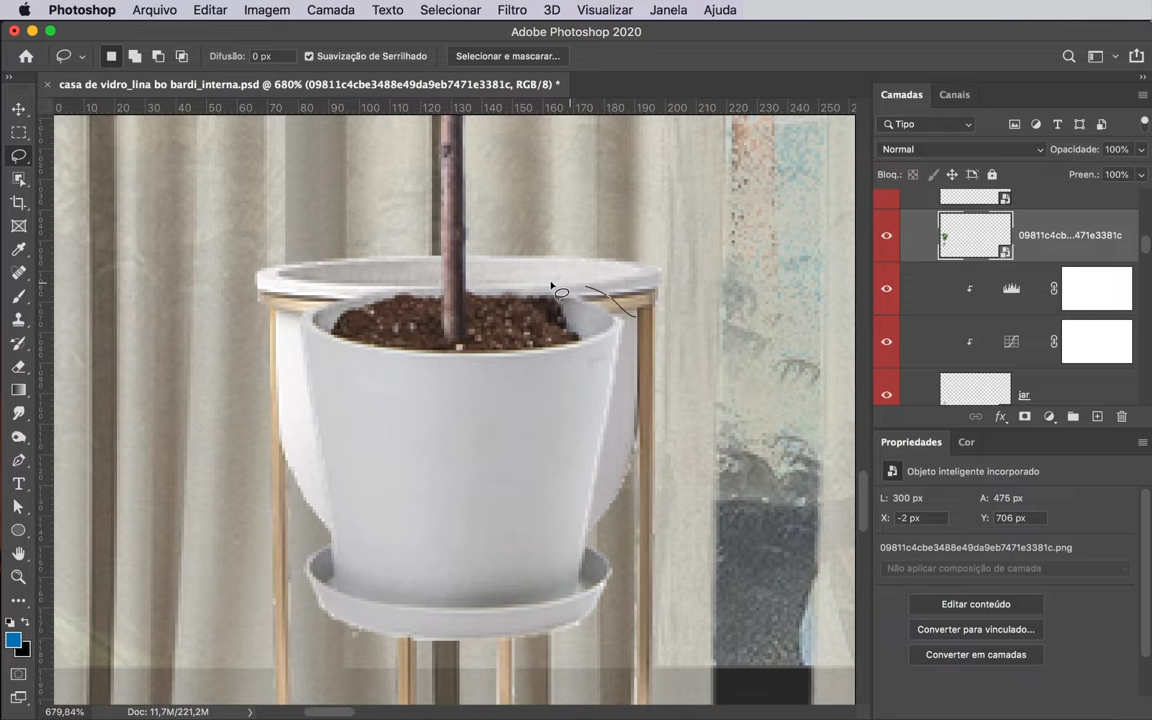 Photoshop Arquivo Editar Imagem Camada Texto Selecionar Filtro 3D Visualizar Janela Ajuda
Adobe Photoshop 2020
Difusão: 0 px Suavização de Serrilhado Selecionar e mascarar...
casa de vidro_lina bo bardi_interna.psd @ 680% (09811c4cbe3488e49da9eb7471e3381c, RGB/8) *
0 10 20 30 40 50 60 70 80 90 100 110 120 130 140 150 160 170 180 190 200 210 220 230 240 250
Camadas Canais
Tipo
Normal Opacidade: 100%
Bloq.: Preen.: 100%
09811c4cb...471e3381c
jar
Propriedades Cor
Objeto inteligente incorporado
L: 300 px A: 475 px
X: -2 px Y: 706 px
09811c4cbe3488e49da9eb7471e3381c.png
Não aplicar composição de camada
Editar conteúdo
Converter para vinculado...
Converter em camadas
679,84% Doc: 11,7M/221,2M